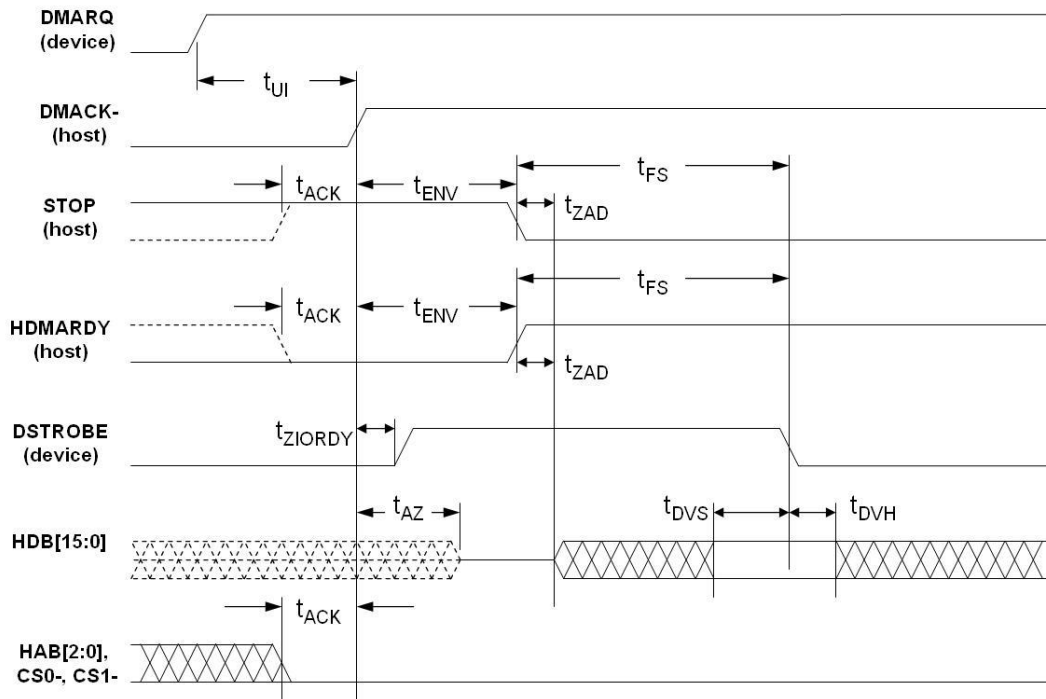 DMARQ
(device)
tUI
DMACK-
(host)
tFS
tACK
tENV
tZAD
STOP
(host)
tFS
tACK
tENV
HDMARDY
(host)
tZAD
DSTROBE
(device)
tZIORDY
tAZ
tDVS
tDVH
HDB[15:0]
tACK
HAB[2:0],
CS0-, CS1-